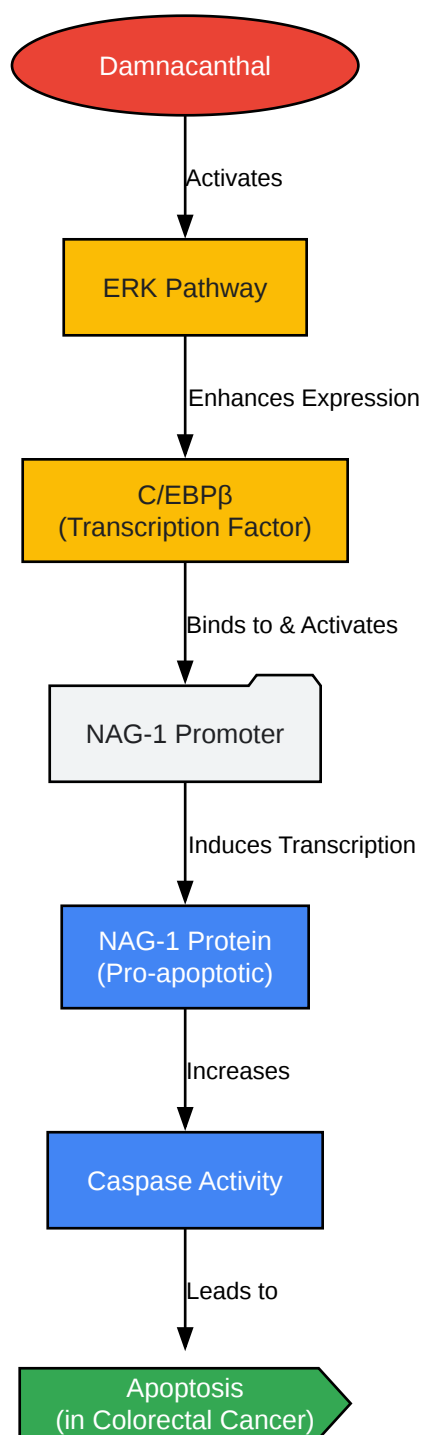 Damnacanthal
Activates
ERK Pathway
Enhances Expression
C/EBPβ
(Transcription Factor)
Binds to & Activates
NAG-1 Promoter
Induces Transcription
NAG-1 Protein
(Pro-apoptotic)
Increases
Caspase Activity
Leads to
Apoptosis
(in Colorectal Cancer)